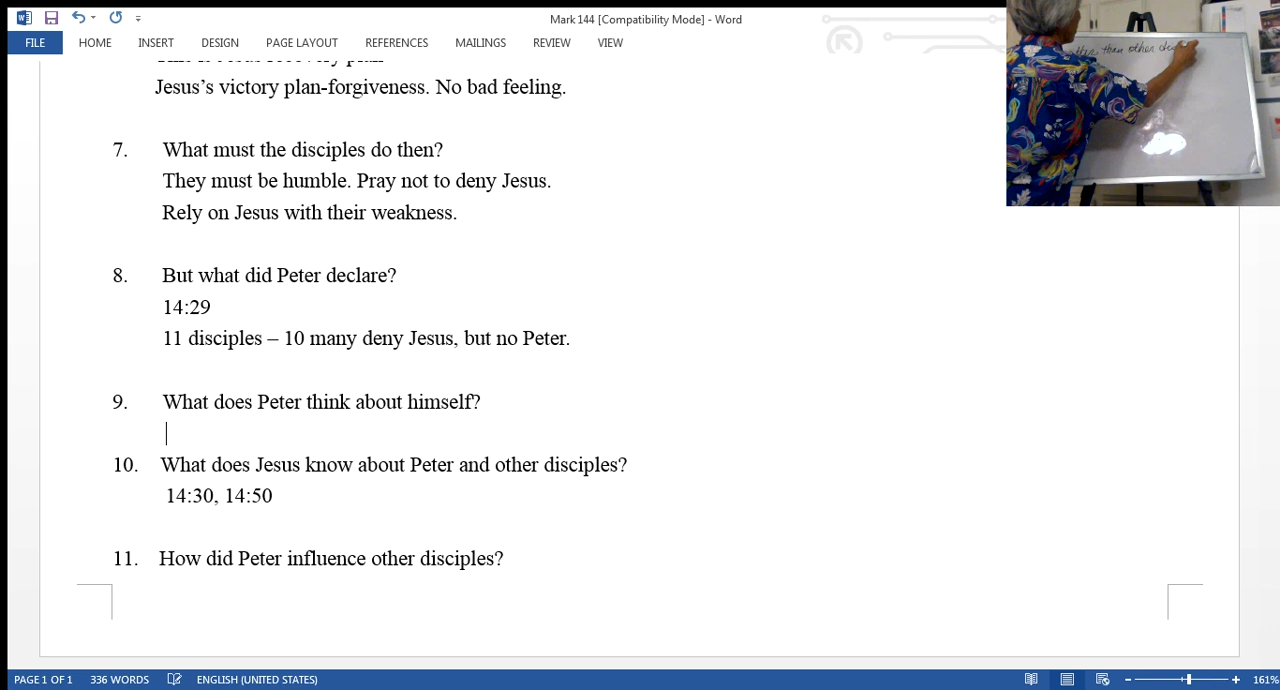 Mark 144 [Compatibility Mode] - Word
FILE HOME INSERT DESIGN PAGE LAYOUT REFERENCES MAILINGS REVIEW VIEW
than other
Jesus’s victory plan-forgiveness. No bad feeling.
7. What must the disciples do then?
They must be humble. Pray not to deny Jesus.
Rely on Jesus with their weakness.
8. But what did Peter declare?
14:29
11 disciples – 10 many deny Jesus, but no Peter.
9. What does Peter think about himself?
10. What does Jesus know about Peter and other disciples?
14:30, 14:50
11. How did Peter influence other disciples?
PAGE 1 OF 1 336 WORDS ENGLISH (UNITED STATES) 161%